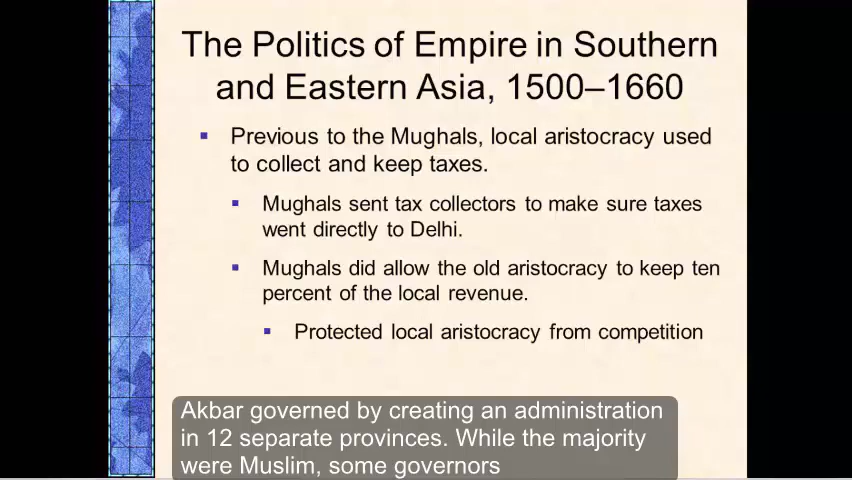 The Politics of Empire in Southern
and Eastern Asia, 1500–1660
▪ Previous to the Mughals, local aristocracy used
to collect and keep taxes.
▪ Mughals sent tax collectors to make sure taxes
went directly to Delhi.
▪ Mughals did allow the old aristocracy to keep ten
percent of the local revenue.
▪ Protected local aristocracy from competition
Akbar governed by creating an administration
in 12 separate provinces. While the majority
were Muslim, some governors